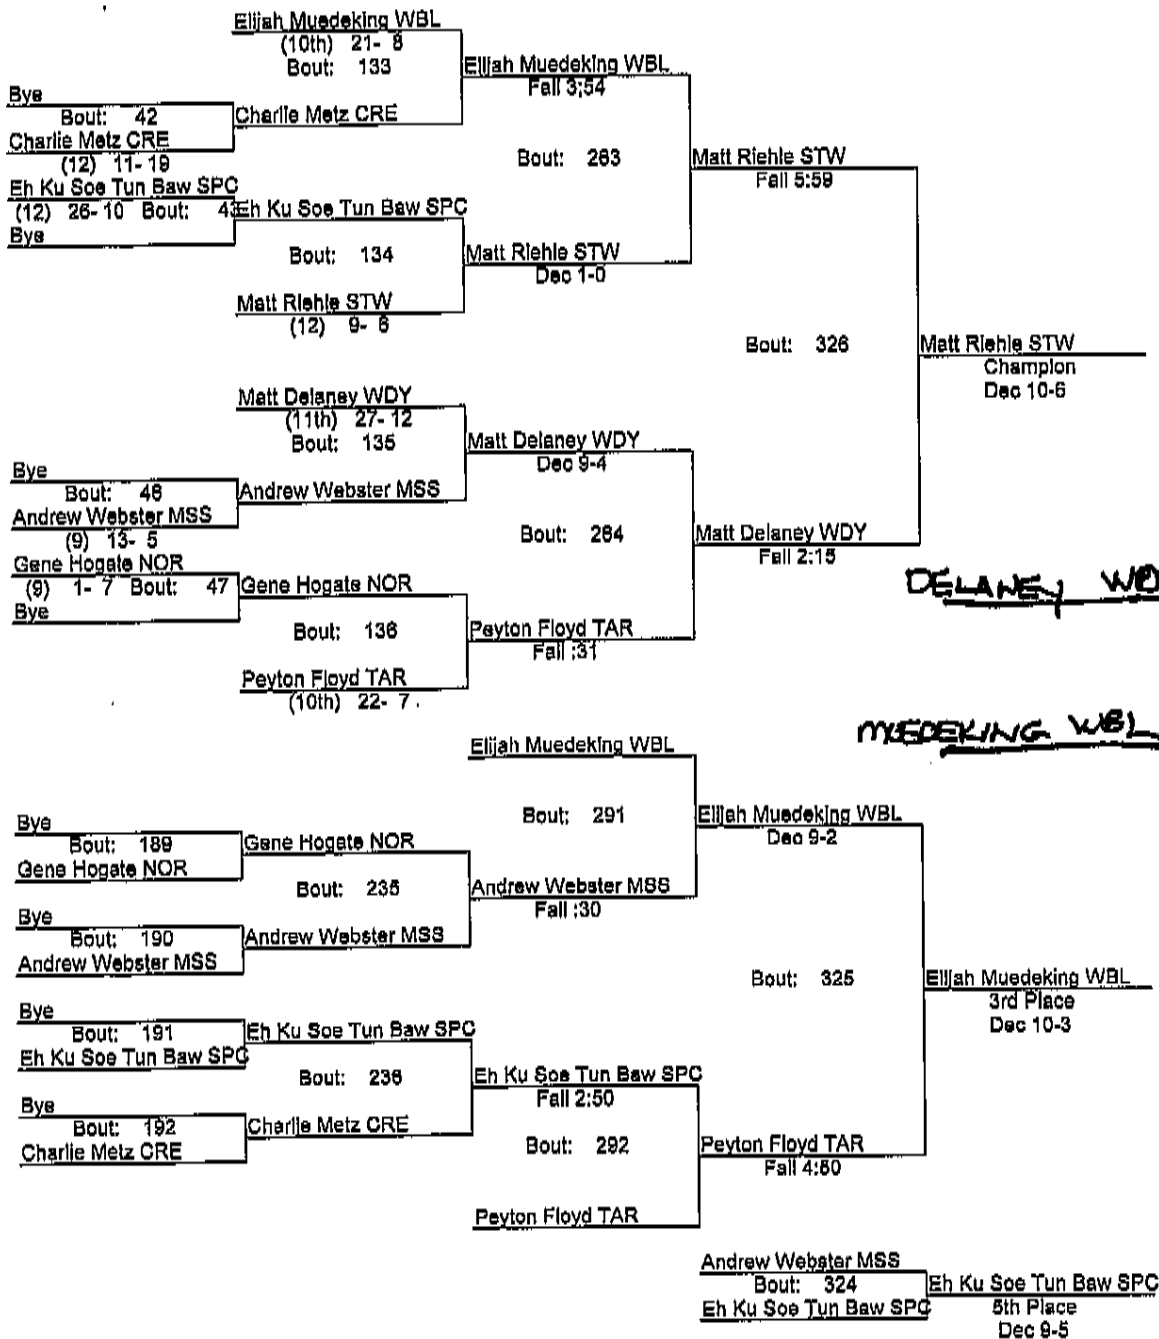 Elijah Muedeking WBL
(10th) 21- 8
Bout: 133
Elijah Muedeking WBL
Fall 3:54
Bye
Bout: 42
Charlie Metz CRE
Charlie Metz CRE
(12) 11- 19
Bout: 263
Matt Riehle STW
Fall 5:59
Eh Ku Soe Tun Baw SPC
(12) 26- 10 Bout: 43
Eh Ku Soe Tun Baw SPC
Bye
Bout: 134
Matt Riehle STW
Dec 1-0
Matt Riehle STW
(12) 9- 6
Bout: 326
Matt Riehle STW
Champion
Dec 10-6
Matt Delaney WDY
(11th) 27- 12
Bout: 135
Matt Delaney WDY
Dec 9-4
Bye
Bout: 46
Andrew Webster MSS
Andrew Webster MSS
(9) 13- 5
Bout: 264
Matt Delaney WDY
Fall 2:15
Gene Hogate NOR
(9) 1- 7 Bout: 47
Gene Hogate NOR
Bye
Bout: 136
Peyton Floyd TAR
Fall :31
Peyton Floyd TAR
(10th) 22- 7
DELANEY
MUEDEKING WBL
Elijah Muedeking WBL
Bout: 291
Elijah Muedeking WBL
Dec 9-2
Bye
Bout: 189
Gene Hogate NOR
Gene Hogate NOR
Bout: 235
Andrew Webster MSS
Fall :30
Bye
Bout: 190
Andrew Webster MSS
Andrew Webster MSS
Bout: 325
Elijah Muedeking WBL
3rd Place
Dec 10-3
Bye
Bout: 191
Eh Ku Soe Tun Baw SPC
Eh Ku Soe Tun Baw SPC
Bout: 236
Eh Ku Soe Tun Baw SPC
Fall 2:50
Bye
Bout: 192
Charlie Metz CRE
Charlie Metz CRE
Bout: 292
Peyton Floyd TAR
Fall 4:50
Peyton Floyd TAR
Andrew Webster MSS
Bout: 324
Eh Ku Soe Tun Baw SPC
Eh Ku Soe Tun Baw SPC
5th Place
Dec 9-5